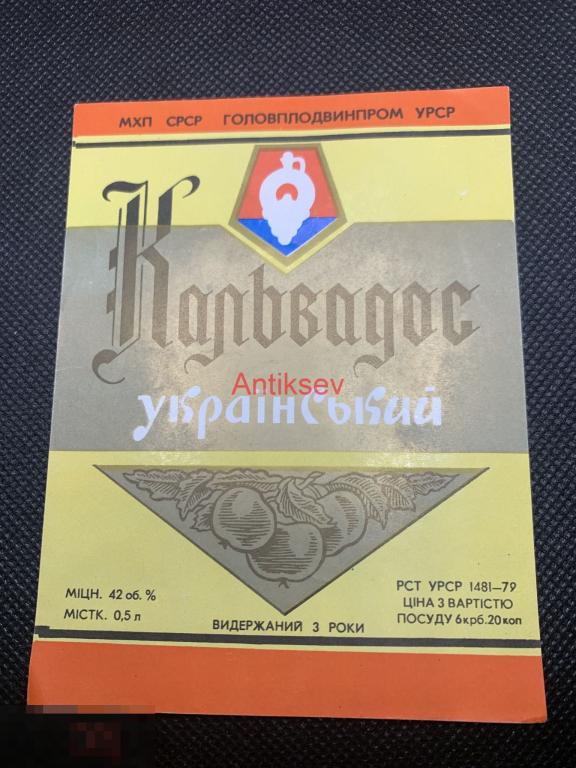 МХП СРСР ГОЛОВПЛОДВИНПРОМ УРСР
Кальвадос
Antiksev
український
МІЦН. 42 об. %
МІСТК. 0,5 л
ВИДЕРЖАНИЙ 3 РОКИ
РСТ УРСР 1481—79
ЦІНА З ВАРТІСТЮ
ПОСУДУ 6 крб. 20 коп